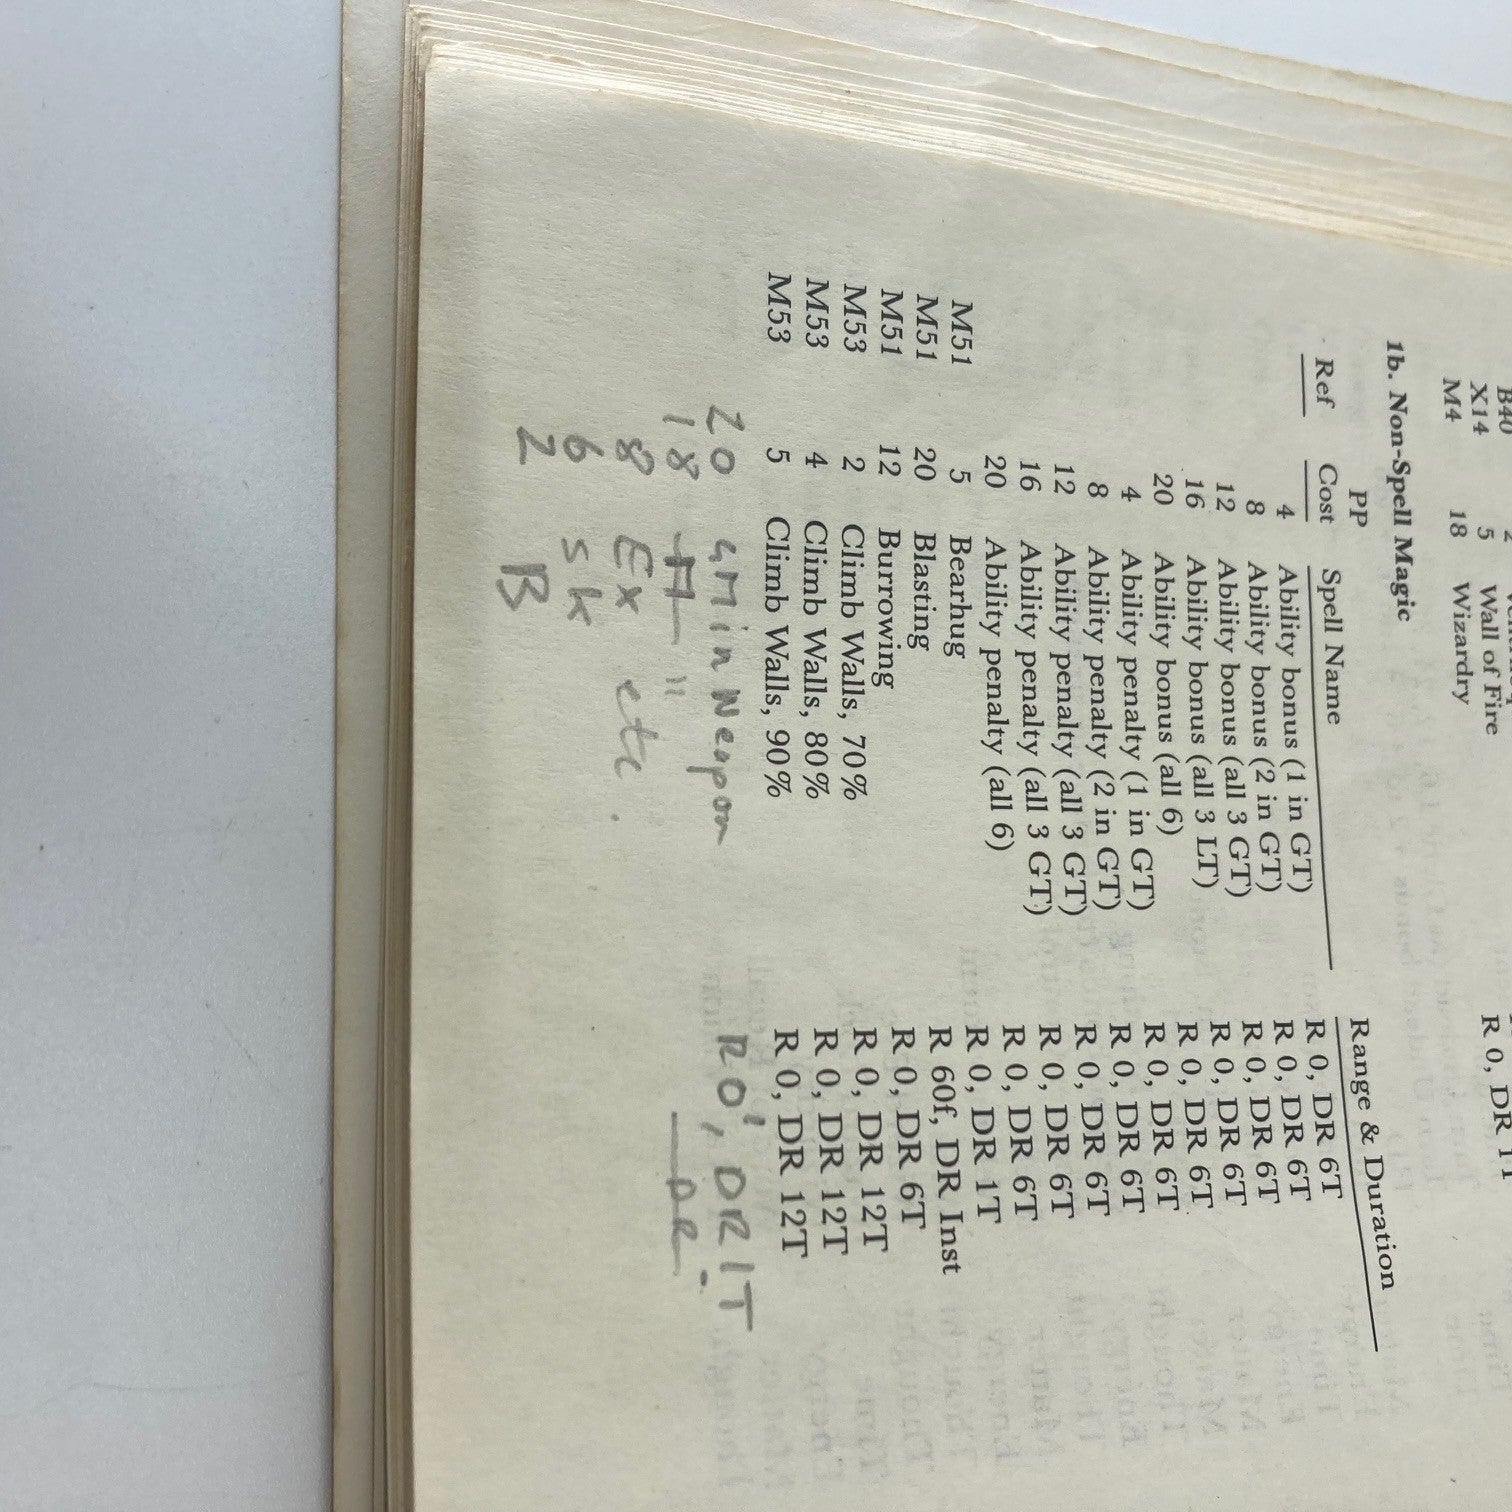 B40
X14 5 Wall of Fire
M4 18 Wizardry R 0, DR 1T
1b. Non-Spell Magic
PP
Ref Cost Spell Name Range & Duration
4 Ability bonus (1 in GT) R 0, DR 6T
8 Ability bonus (2 in GT) R 0, DR 6T
12 Ability bonus (all 3 GT) R 0, DR 6T
16 Ability bonus (all 3 LT) R 0, DR 6T
20 Ability bonus (all 6) R 0, DR 6T
4 Ability penalty (1 in GT) R 0, DR 6T
8 Ability penalty (2 in GT) R 0, DR 6T
12 Ability penalty (all 3 GT) R 0, DR 6T
16 Ability penalty (all 3 GT) R 0, DR 6T
20 Ability penalty (all 6) R 0, DR 6T
M51 5 Bearhug R 0, DR 1T
M51 20 Blasting R 60f, DR Inst
M51 12 Burrowing R 0, DR 6T
M53 2 Climb Walls, 70% R 0, DR 12T
M53 4 Climb Walls, 80% R 0, DR 12T
M53 5 Climb Walls, 90% R 0, DR 12T
20 GM in Weapon R 0', DR 1T
18 M " DR
8 Ex etc.
6 sk
2 B